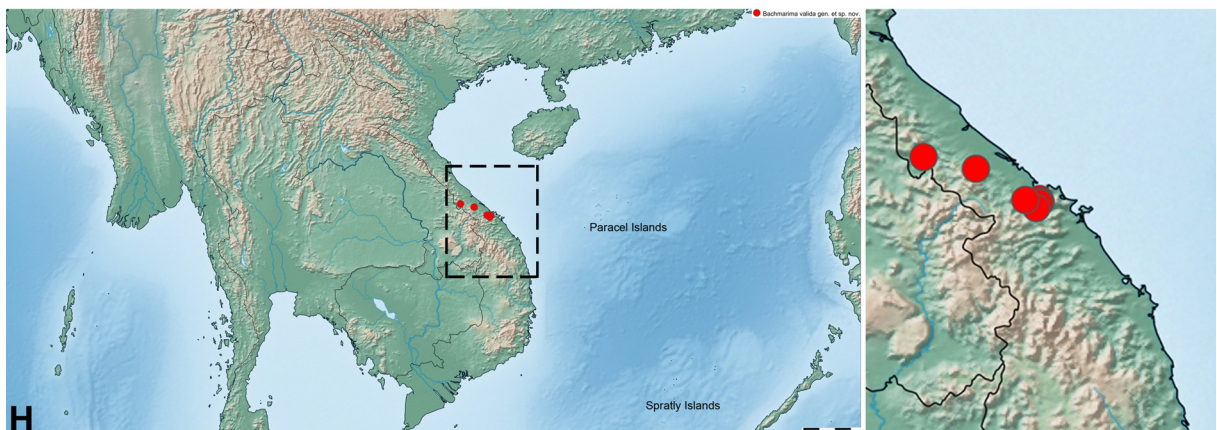 Bachmarima valida gen. et sp. nov.
Paracel Islands
Spratly Islands
H